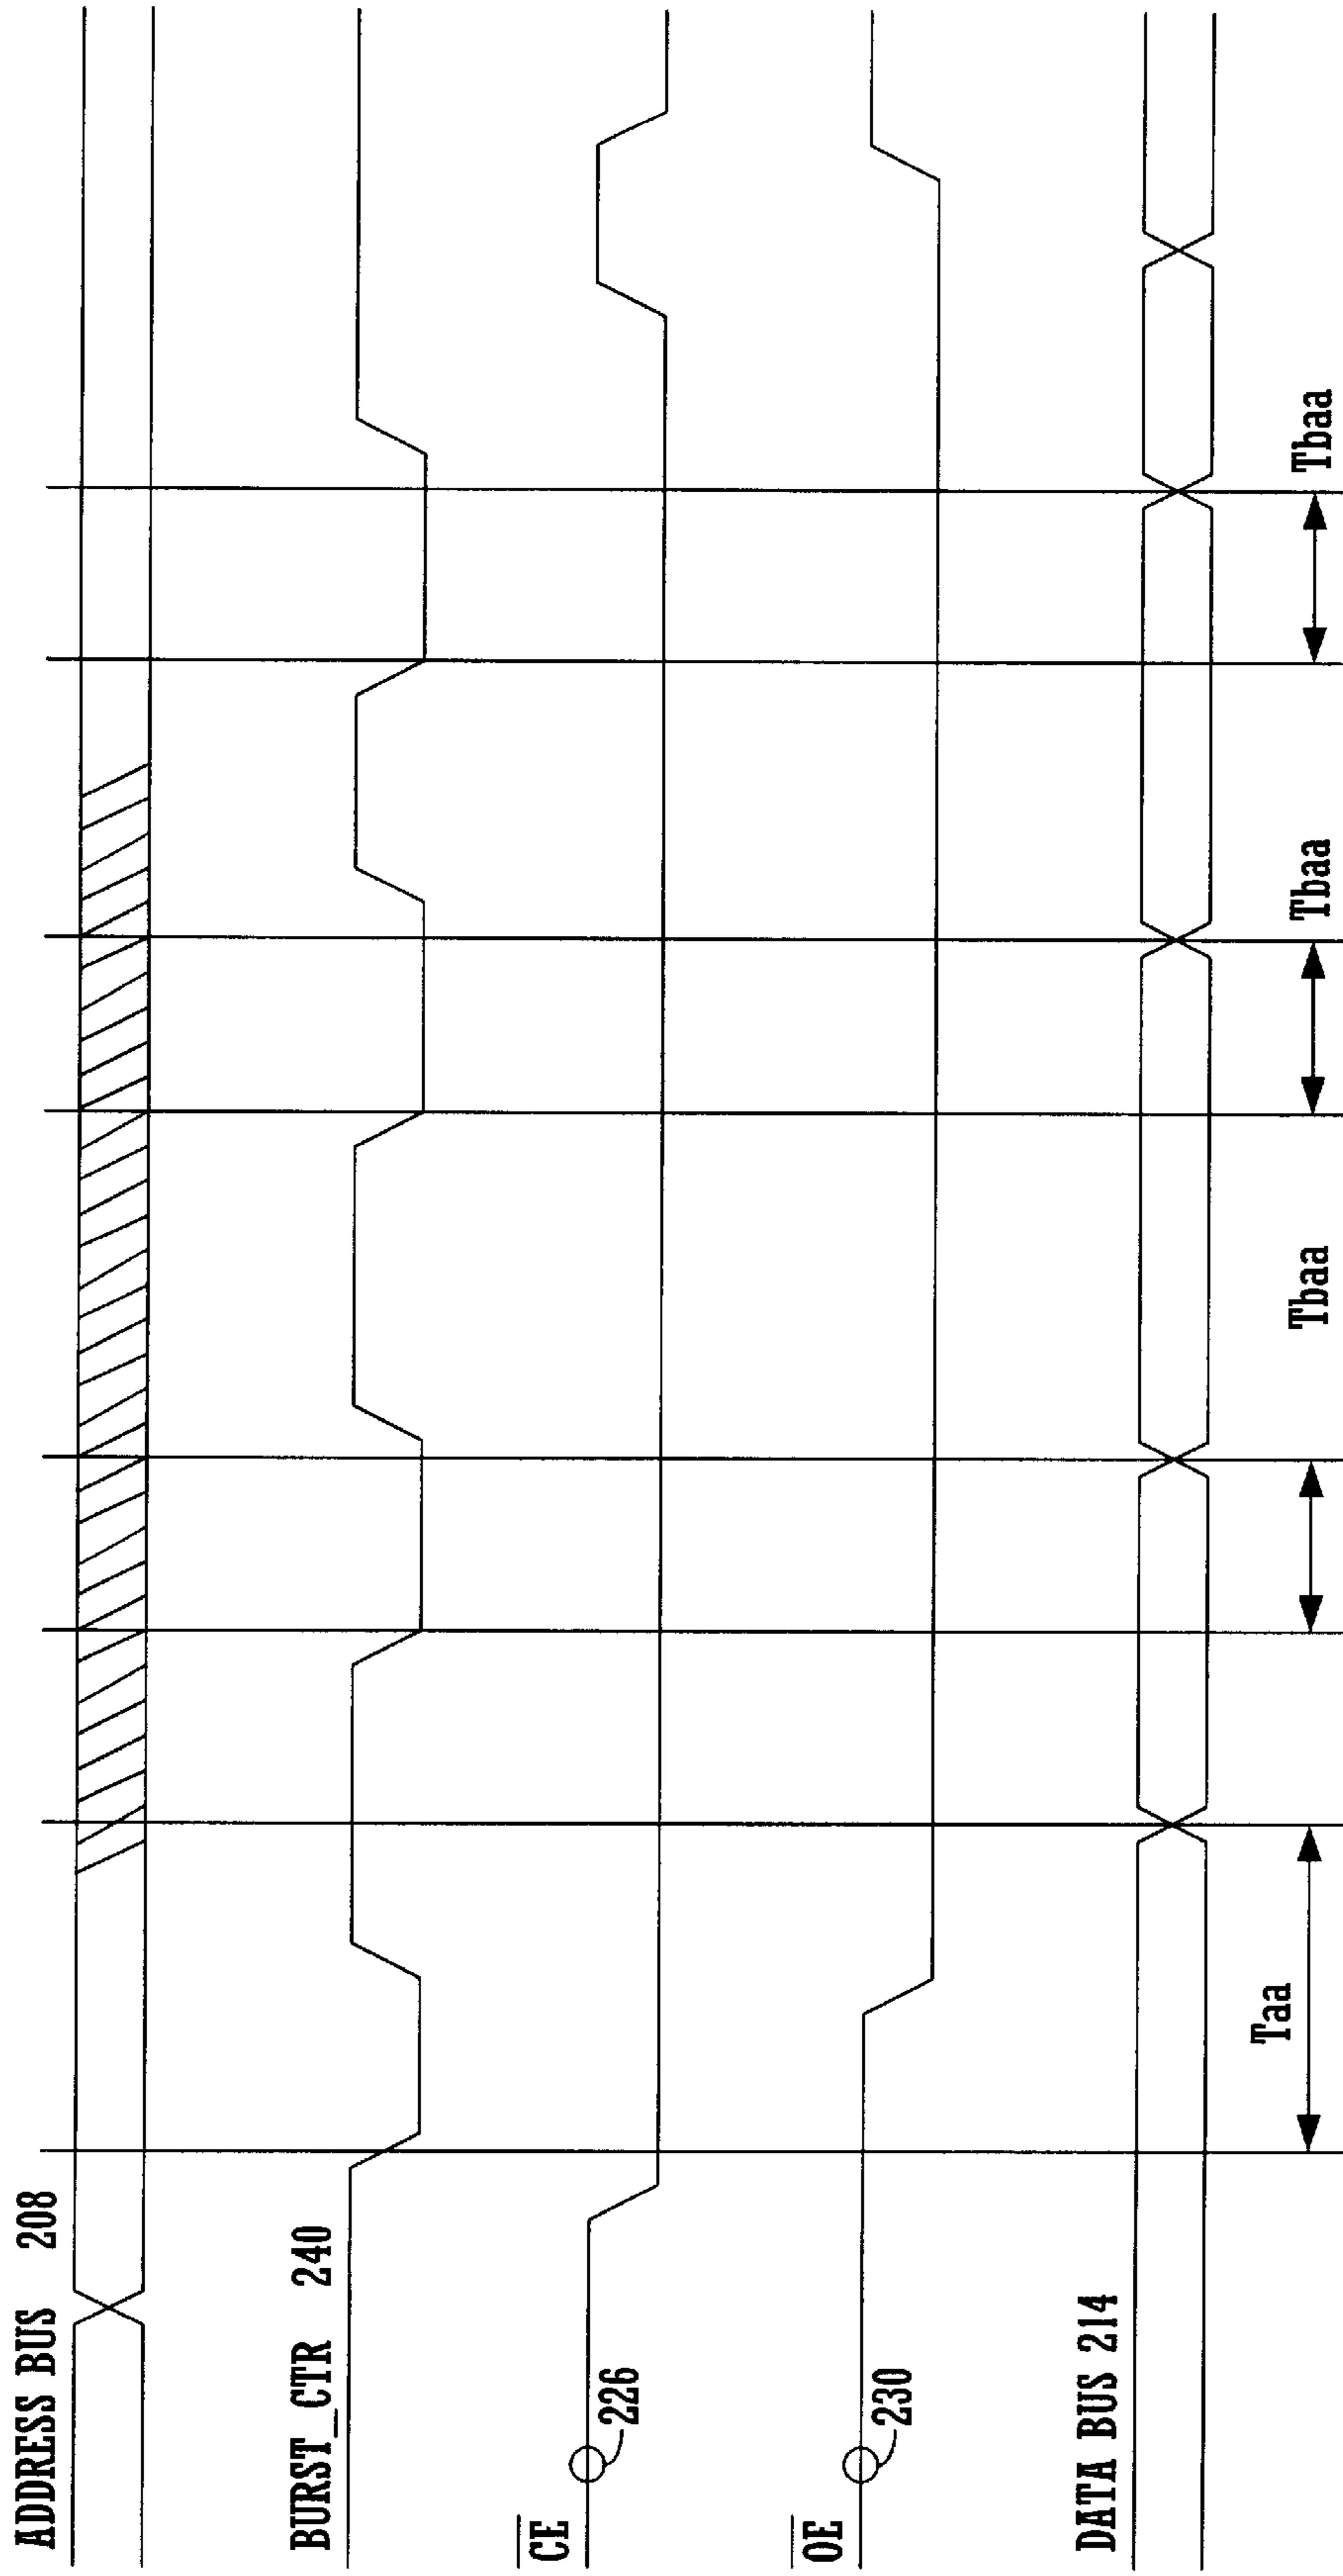 ADDRESS BUS 208
BURST_CTR 240
CE
226
OE
230
DATA BUS 214
Taa
Tbaa
Tbaa
Tbaa